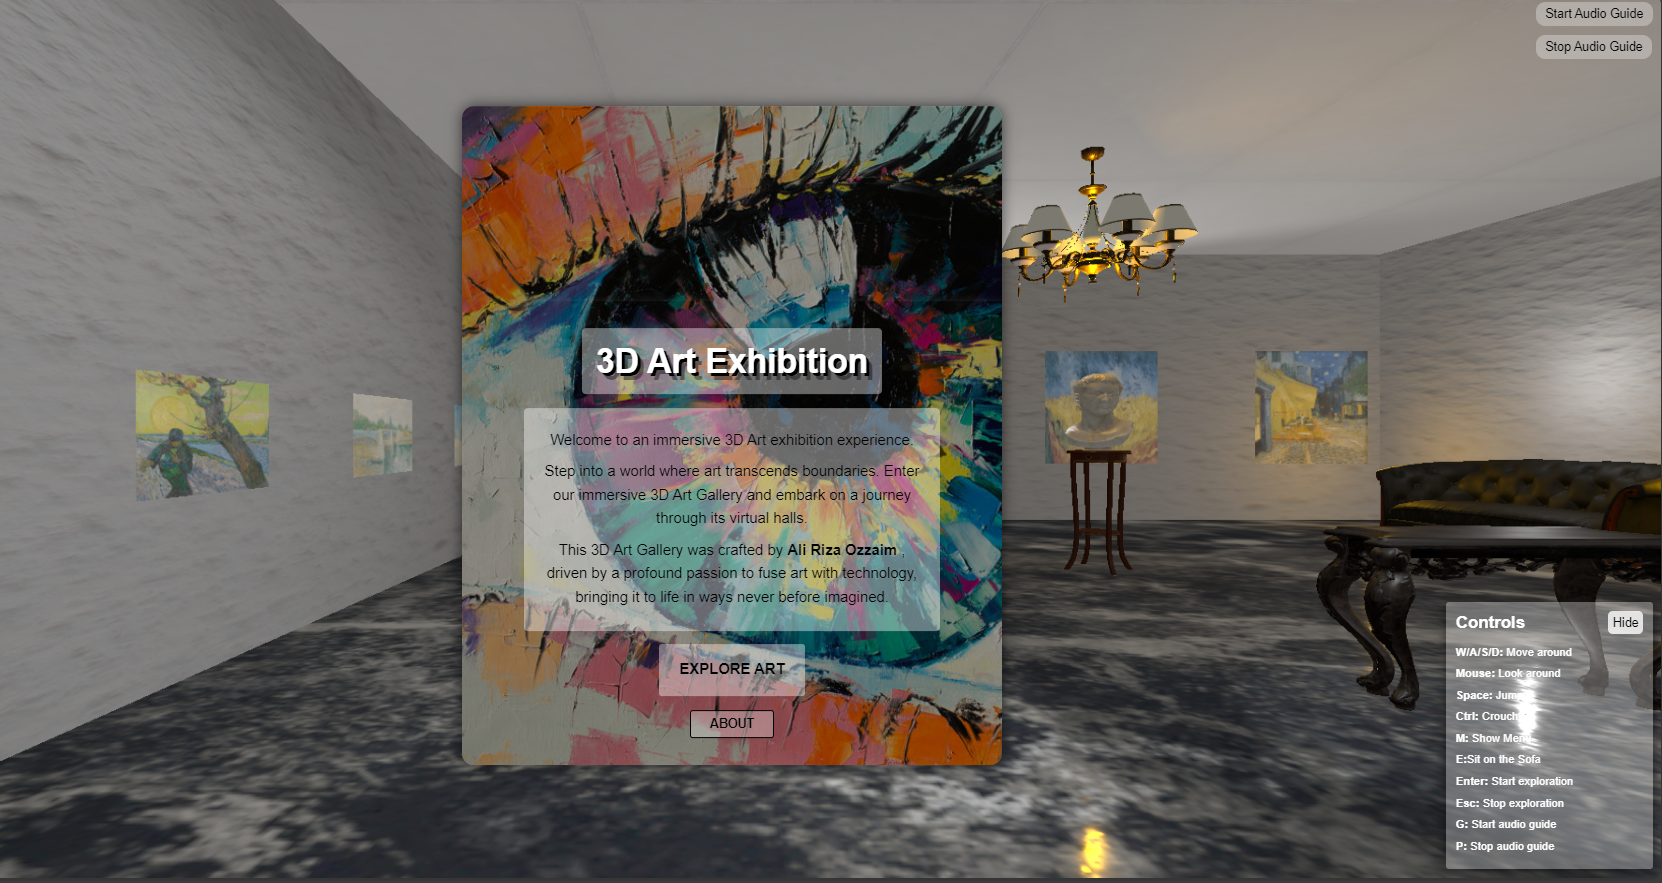 Start Audio Guide
Stop Audio Guide
3D Art Exhibition
Welcome to an immersive 3D Art exhibition experience.
Step into a world where art transcends boundaries. Enter
our immersive 3D Art Gallery and embark on a journey
through its virtual halls.
This 3D Art Gallery was crafted by Ali Riza Ozzaim ,
driven by a profound passion to fuse art with technology,
bringing it to life in ways never before imagined.
EXPLORE ART
ABOUT
Controls
Hide
W/A/S/D: Move around
Mouse: Look around
Space: Jump
Ctrl: Crouch
M: Show Menu
E:Sit on the Sofa
Enter: Start exploration
Esc: Stop exploration
G: Start audio guide
P: Stop audio guide